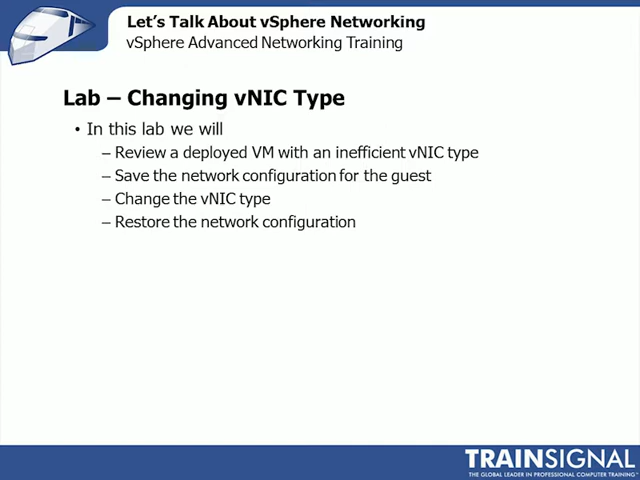 Let's Talk About vSphere Networking
vSphere Advanced Networking Training
Lab – Changing vNIC Type
• In this lab we will
– Review a deployed VM with an inefficient vNIC type
– Save the network configuration for the guest
– Change the vNIC type
– Restore the network configuration
TRAINSIGNAL
THE GLOBAL LEADER IN PROFESSIONAL COMPUTER TRAINING